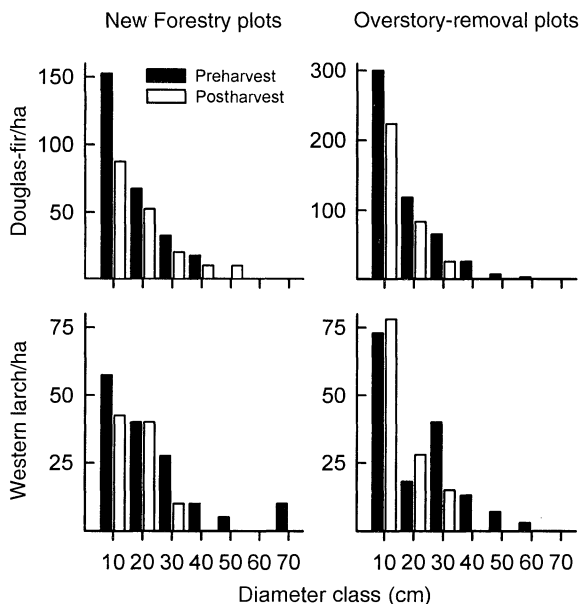 New Forestry plots Overstory-removal plots
Preharvest
Postharvest
Douglas-fir/ha
150
100
50
300
200
100
Western larch/ha
75
50
25
75
50
25
10 20 30 40 50 60 70 10 20 30 40 50 60 70
Diameter class (cm)